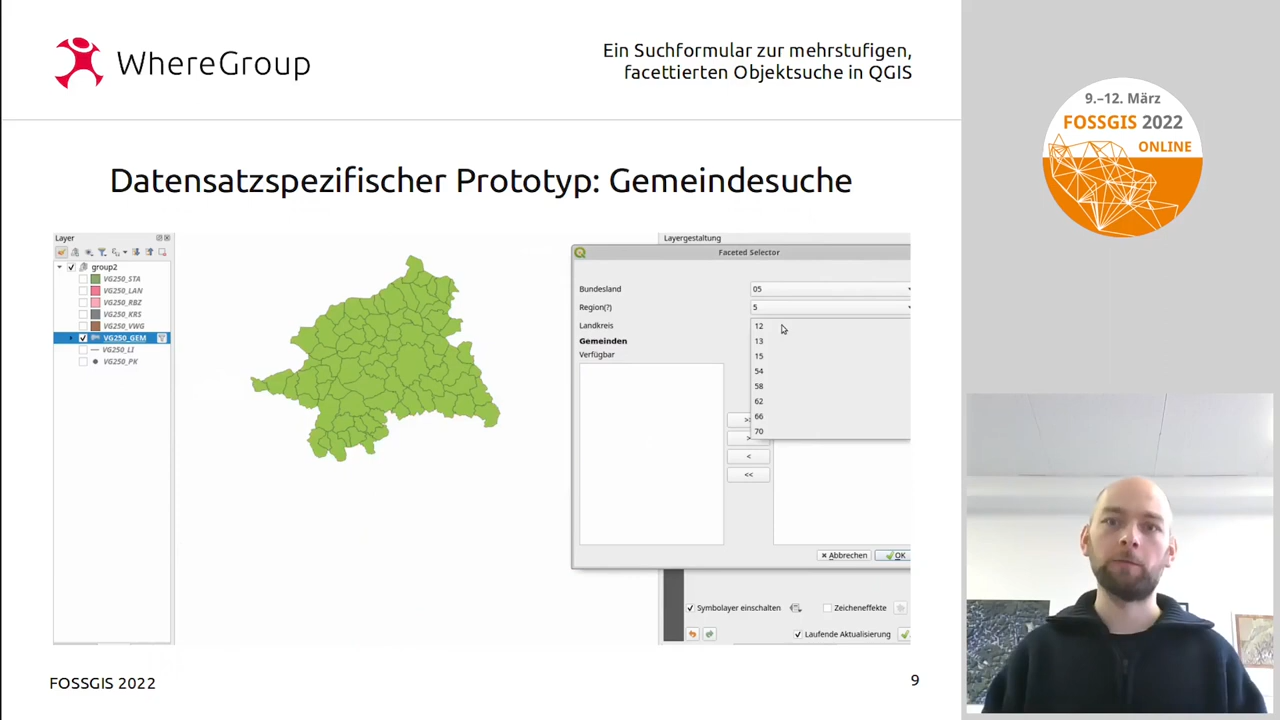 WhereGroup
Ein Suchformular zur mehrstufigen,
facettierten Objektsuche in QGIS
9.–12. März
FOSSGIS 2022
ONLINE
Datensatzspezifischer Prototyp: Gemeindesuche
Layer
group2
VG250_STA
VG250_LAN
VG250_RBZ
VG250_KRS
VG250_VWG
VG250_GEM
VG250_LI
VG250_PK
Layergestaltung
Faceted Selector
Bundesland
05
Region(?)
5
Landkreis
12
13
15
54
58
62
66
70
Gemeinden
Verfügbar
>
<
<<
Abbrechen
OK
Symbolayer einschalten
Zeicheneffekte
Laufende Aktualisierung
FOSSGIS 2022
9